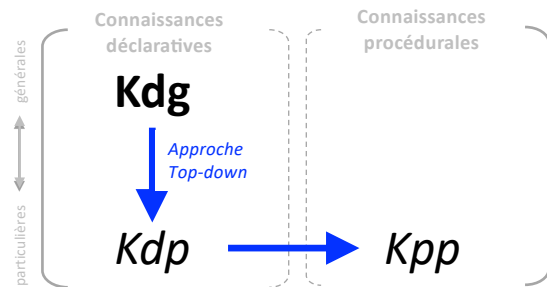 Connaissances
déclaratives
Connaissances
procédurales
générales
Kdg
Approche
Top-down
particulières
Kdp
Kpp